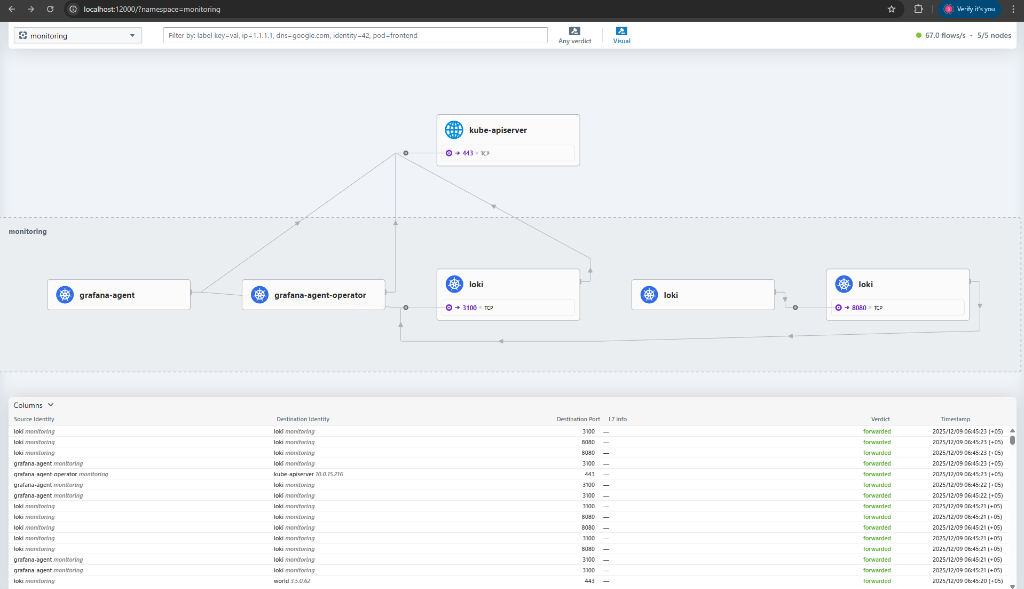 localhost:12000/?namespace=monitoring
Verify it's you
monitoring
Filter by: label key=val, ip=1.1.1.1, dns=google.com, identity=42, pod=frontend
Any verdict
Visual
67.0 flows/s - 5/5 nodes
kube-apiserver
443 · TCP
monitoring
grafana-agent
grafana-agent-operator
loki
3100 · TCP
loki
loki
8080 · TCP
Columns
Source Identity Destination Identity Destination Port L7 Info Verdict Timestamp
loki monitoring loki monitoring 3100 — forwarded 2025/12/09 06:45:23 (+05)
loki monitoring loki monitoring 8080 — forwarded 2025/12/09 06:45:23 (+05)
loki monitoring loki monitoring 8080 — forwarded 2025/12/09 06:45:23 (+05)
grafana-agent monitoring loki monitoring 3100 — forwarded 2025/12/09 06:45:23 (+05)
grafana-agent-operator monitoring kube-apiserver 10.0.15.216 443 — forwarded 2025/12/09 06:45:23 (+05)
grafana-agent monitoring loki monitoring 3100 — forwarded 2025/12/09 06:45:22 (+05)
grafana-agent monitoring loki monitoring 3100 — forwarded 2025/12/09 06:45:22 (+05)
loki monitoring loki monitoring 3100 — forwarded 2025/12/09 06:45:21 (+05)
loki monitoring loki monitoring 8080 — forwarded 2025/12/09 06:45:21 (+05)
loki monitoring loki monitoring 8080 — forwarded 2025/12/09 06:45:21 (+05)
loki monitoring loki monitoring 3100 — forwarded 2025/12/09 06:45:21 (+05)
loki monitoring loki monitoring 8080 — forwarded 2025/12/09 06:45:21 (+05)
grafana-agent monitoring loki monitoring 3100 — forwarded 2025/12/09 06:45:21 (+05)
grafana-agent monitoring loki monitoring 3100 — forwarded 2025/12/09 06:45:21 (+05)
loki monitoring world 3.5.0.62 443 — forwarded 2025/12/09 06:45:20 (+05)